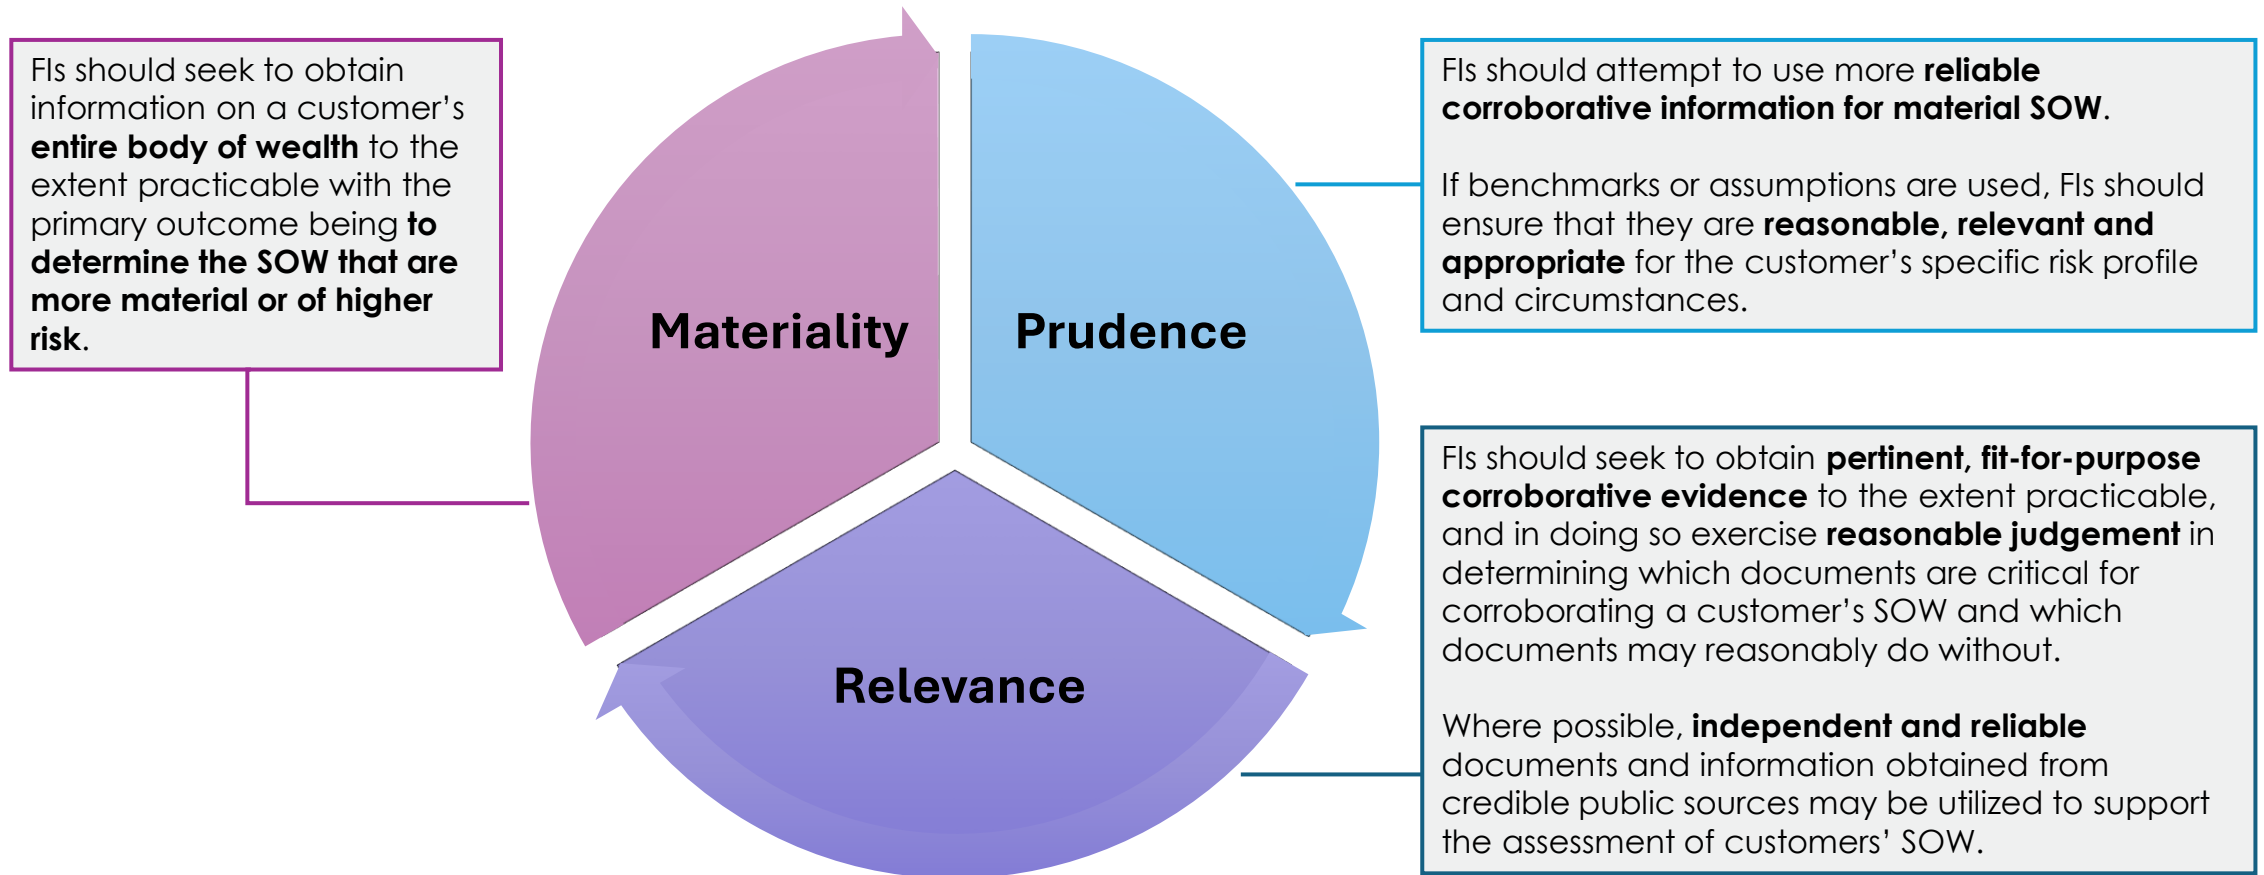 FIs should seek to obtain
information on a customer’s
entire body of wealth to the
extent practicable with the
primary outcome being to
determine the SOW that are
more material or of higher
risk.
Materiality
Prudence
Relevance
FIs should attempt to use more reliable
corroborative information for material SOW.
If benchmarks or assumptions are used, FIs should
ensure that they are reasonable, relevant and
appropriate for the customer’s specific risk profile
and circumstances.
FIs should seek to obtain pertinent, fit-for-purpose
corroborative evidence to the extent practicable,
and in doing so exercise reasonable judgement in
determining which documents are critical for
corroborating a customer’s SOW and which
documents may reasonably do without.
Where possible, independent and reliable
documents and information obtained from
credible public sources may be utilized to support
the assessment of customers’ SOW.